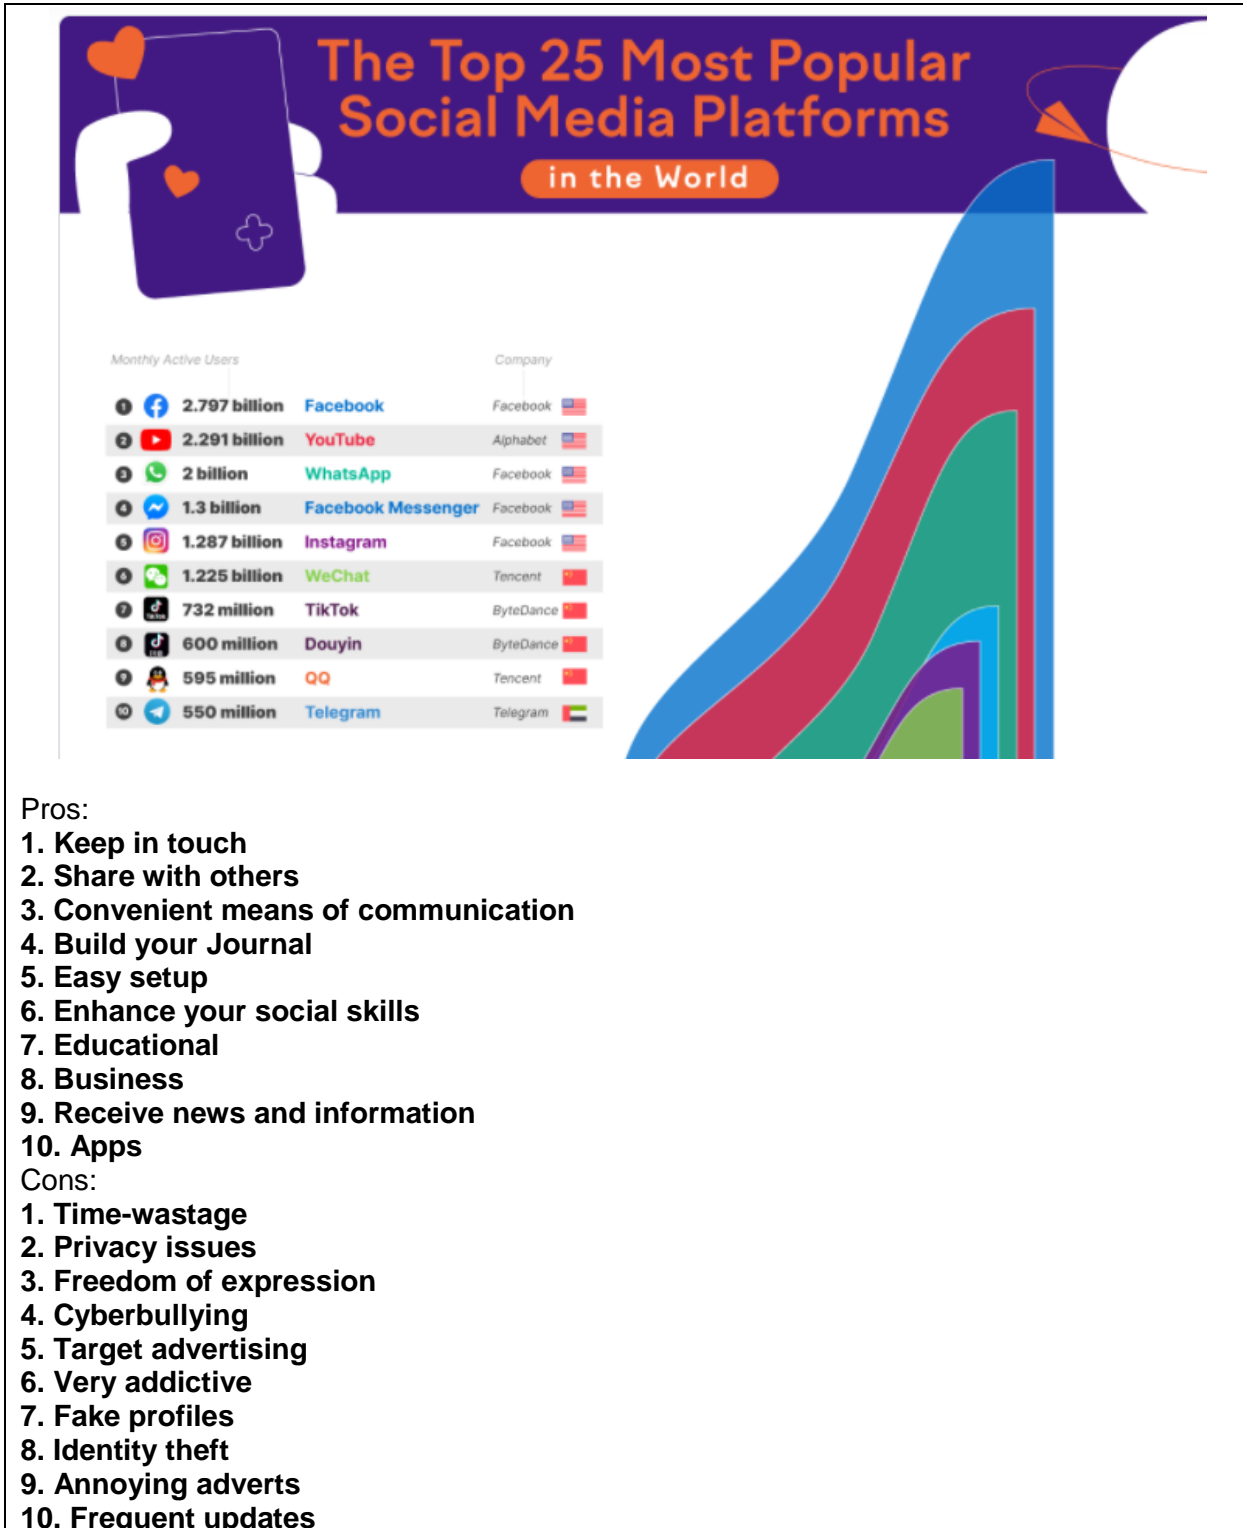 The Top 25 Most Popular
Social Media Platforms
in the World
Monthly Active Users Company
1 2.797 billion Facebook Facebook
2 2.291 billion YouTube Alphabet
3 2 billion WhatsApp Facebook
4 1.3 billion Facebook Messenger Facebook
5 1.287 billion Instagram Facebook
6 1.225 billion WeChat Tencent
7 732 million TikTok ByteDance
8 600 million Douyin ByteDance
9 595 million QQ Tencent
10 550 million Telegram Telegram
Pros:
1. Keep in touch
2. Share with others
3. Convenient means of communication
4. Build your Journal
5. Easy setup
6. Enhance your social skills
7. Educational
8. Business
9. Receive news and information
10. Apps
Cons:
1. Time-wastage
2. Privacy issues
3. Freedom of expression
4. Cyberbullying
5. Target advertising
6. Very addictive
7. Fake profiles
8. Identity theft
9. Annoying adverts
10. Frequent updates